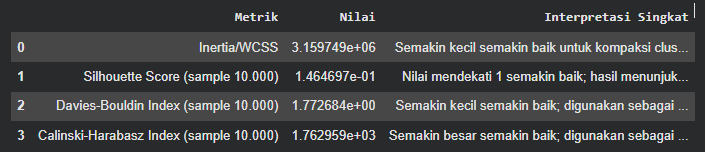 Metrik Nilai Interpretasi Singkat
0 Inertia/WCSS 3.159749e+06 Semakin kecil semakin baik untuk kompaksi clus...
1 Silhouette Score (sample 10.000) 1.464697e-01 Nilai mendekati 1 semakin baik; hasil menunjuk...
2 Davies-Bouldin Index (sample 10.000) 1.772684e+00 Semakin kecil semakin baik; digunakan sebagai ...
3 Calinski-Harabasz Index (sample 10.000) 1.762959e+03 Semakin besar semakin baik; digunakan sebagai ...